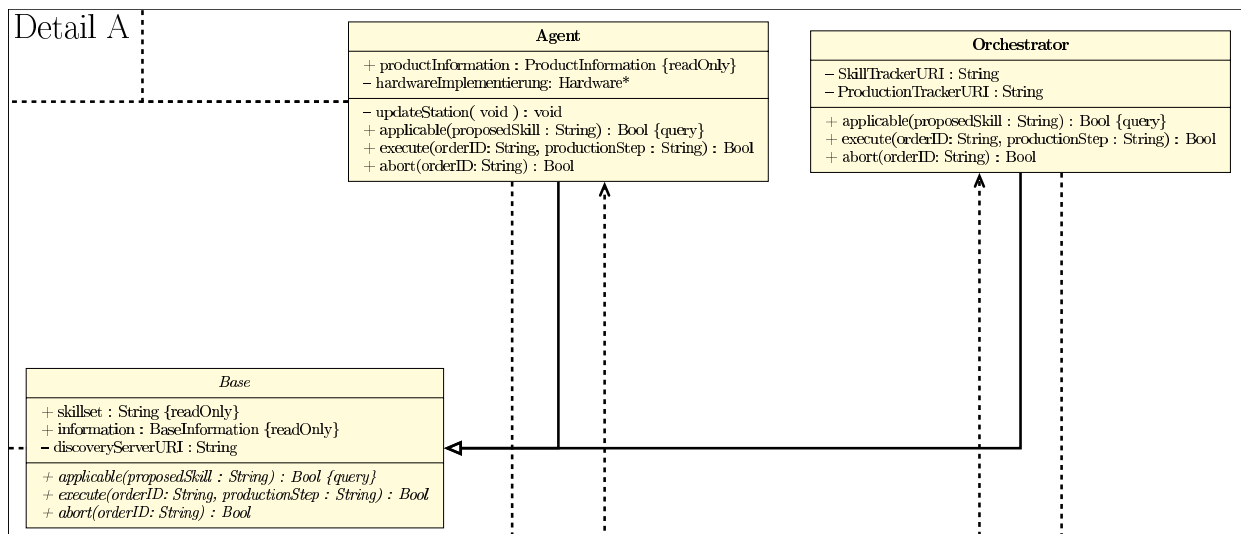 Detail A
Agent
+ productInformation : ProductInformation {readOnly}
– hardwareImplementierung: Hardware*
– updateStation( void ) : void
+ applicable(proposedSkill : String) : Bool {query}
+ execute(orderID: String, productionStep : String) : Bool
+ abort(orderID: String) : Bool
Orchestrator
– SkillTrackerURI : String
– ProductionTrackerURI : String
+ applicable(proposedSkill : String) : Bool {query}
+ execute(orderID: String, productionStep : String) : Bool
+ abort(orderID: String) : Bool
Base
+ skillset : String {readOnly}
+ information : BaseInformation {readOnly}
– discoveryServerURI : String
+ applicable(proposedSkill : String) : Bool {query}
+ execute(orderID: String, productionStep : String) : Bool
+ abort(orderID: String) : Bool